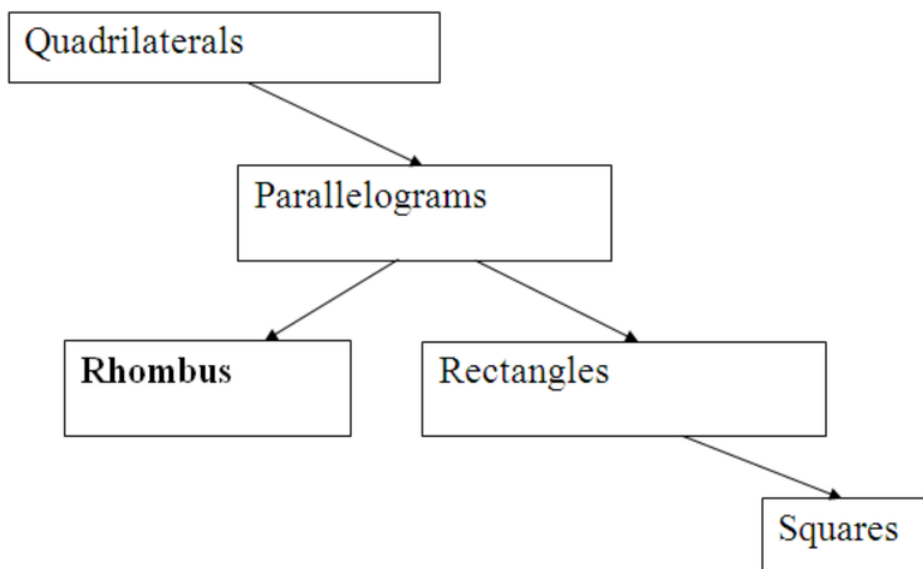 Quadrilaterals
Parallelograms
Rhombus
Rectangles
Squares